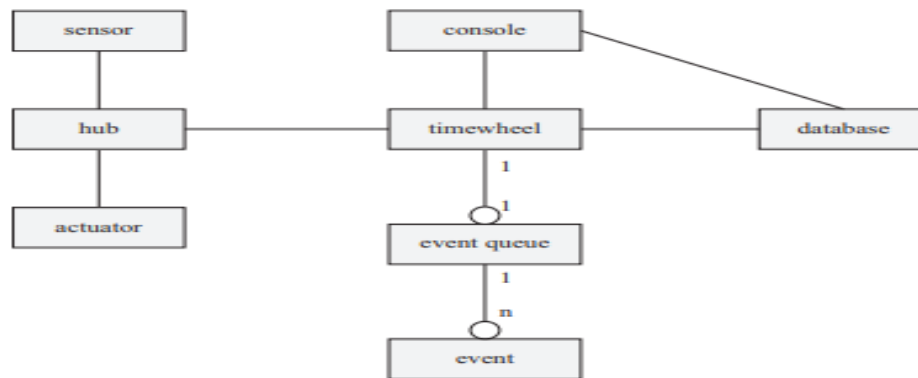 sensor
console
hub
timewheel
database
1
1
actuator
event queue
1
n
event